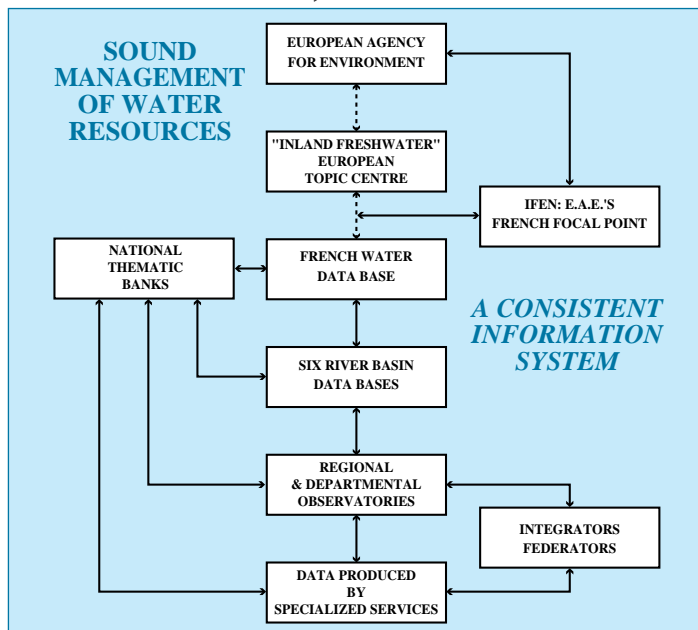 SOUND
MANAGEMENT
OF WATER
RESOURCES
EUROPEAN AGENCY
FOR ENVIRONMENT
"INLAND FRESHWATER"
EUROPEAN
TOPIC CENTRE
IFEN: E.A.E.'S
FRENCH FOCAL POINT
NATIONAL
THEMATIC
BANKS
FRENCH WATER
DATA BASE
A CONSISTENT
INFORMATION
SYSTEM
SIX RIVER BASIN
DATA BASES
REGIONAL
& DEPARTMENTAL
OBSERVATORIES
INTEGRATORS
FEDERATORS
DATA PRODUCED
BY
SPECIALIZED SERVICES